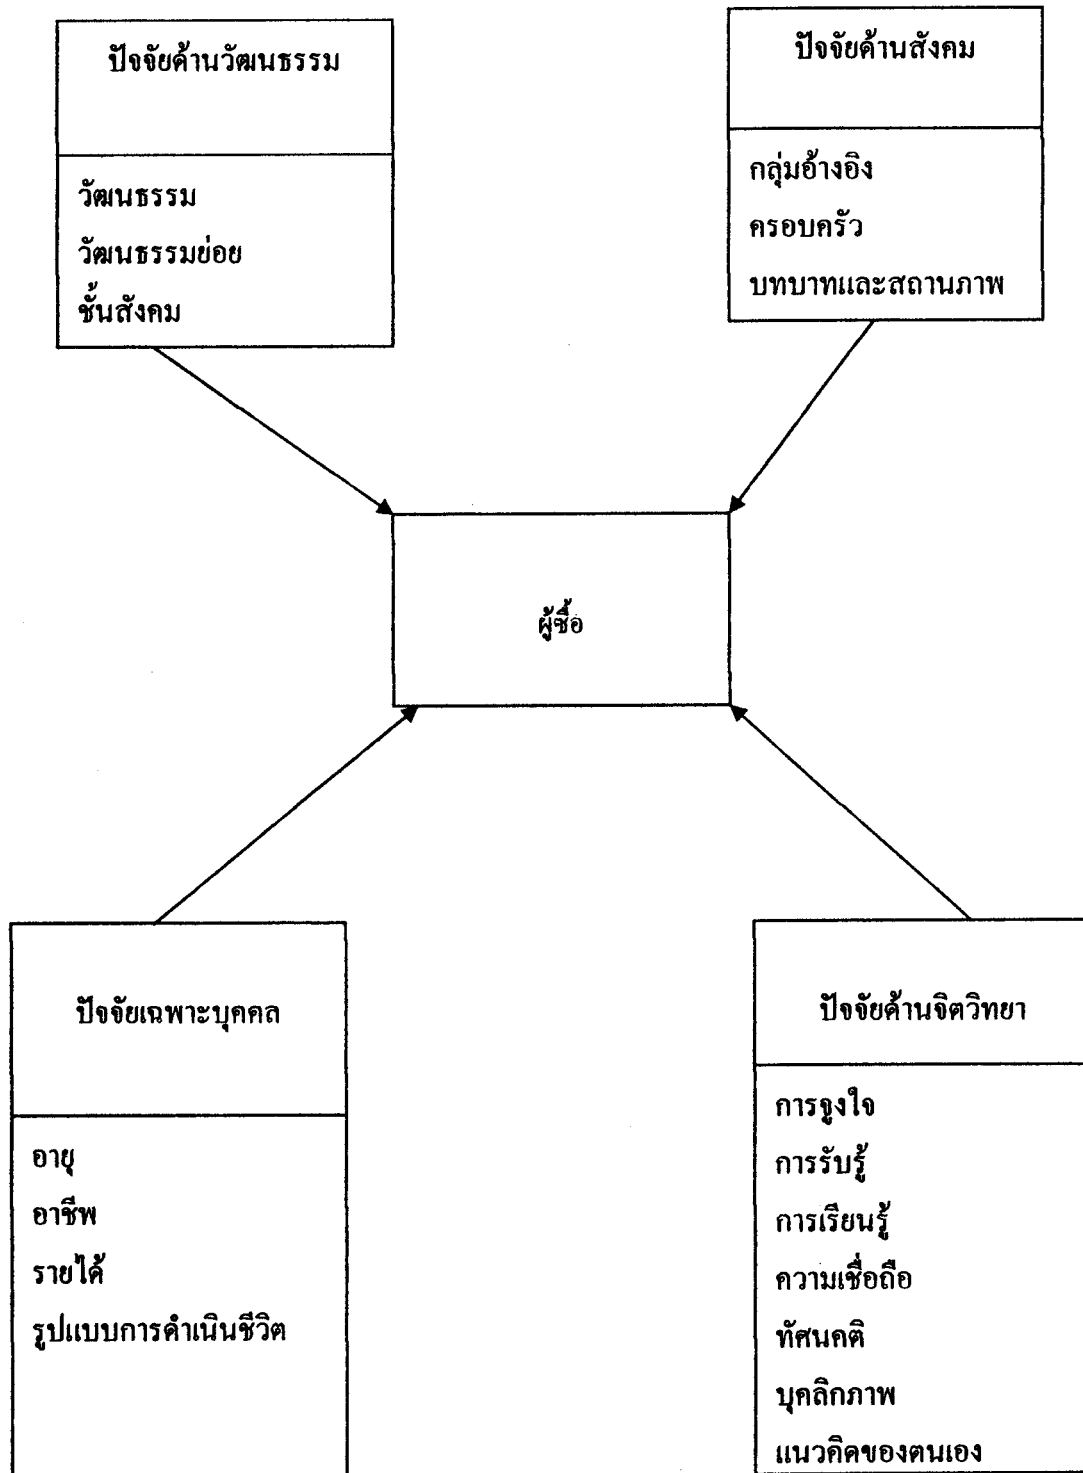 ปัจจัยด้านวัฒนธรรม
วัฒนธรรม
วัฒนธรรมย่อย
ชั้นสังคม
ปัจจัยด้านสังคม
กลุ่มอ้างอิง
ครอบครัว
บทบาทและสถานภาพ
ผู้ซื้อ
ปัจจัยเฉพาะบุคคล
อายุ
อาชีพ
รายได้
รูปแบบการดำเนินชีวิต
ปัจจัยด้านจิตวิทยา
การจูงใจ
การรับรู้
การเรียนรู้
ความเชื่อถือ
ทัศนคติ
บุคลิกภาพ
แนวคิดของตนเอง